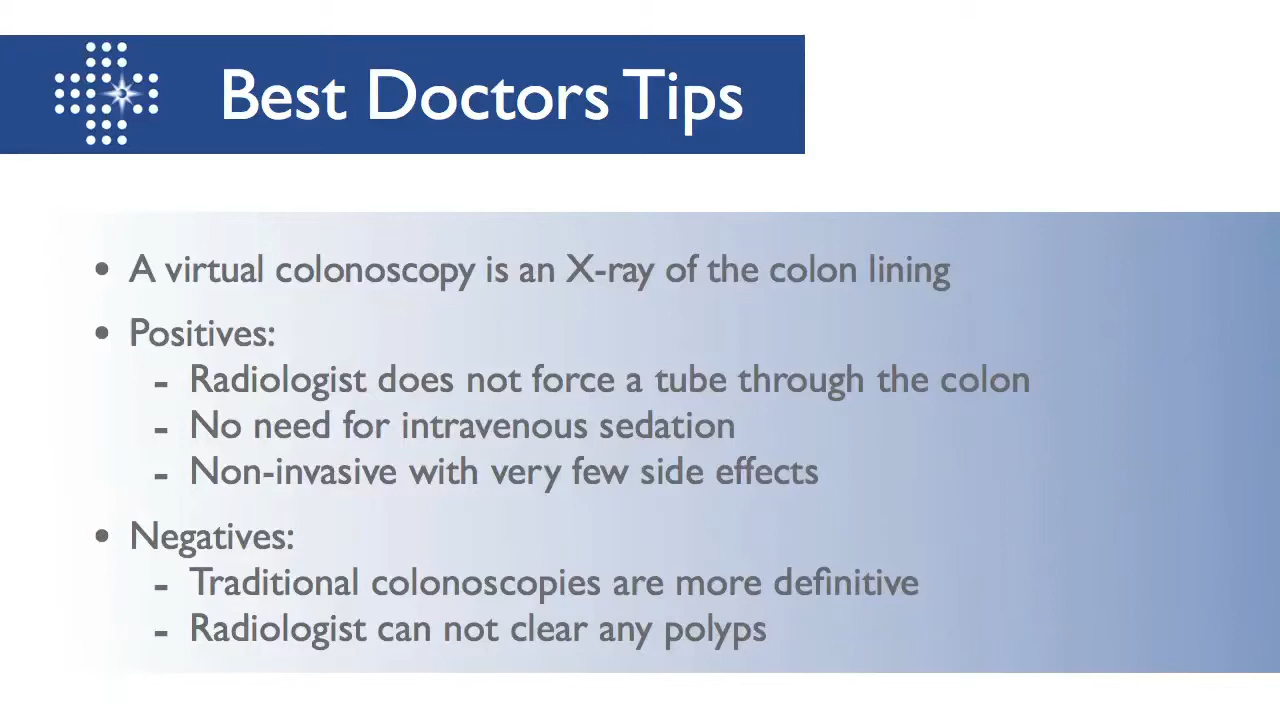 Best Doctors Tips
• A virtual colonoscopy is an X-ray of the colon lining
• Positives:
- Radiologist does not force a tube through the colon
- No need for intravenous sedation
- Non-invasive with very few side effects
• Negatives:
- Traditional colonoscopies are more definitive
- Radiologist can not clear any polyps